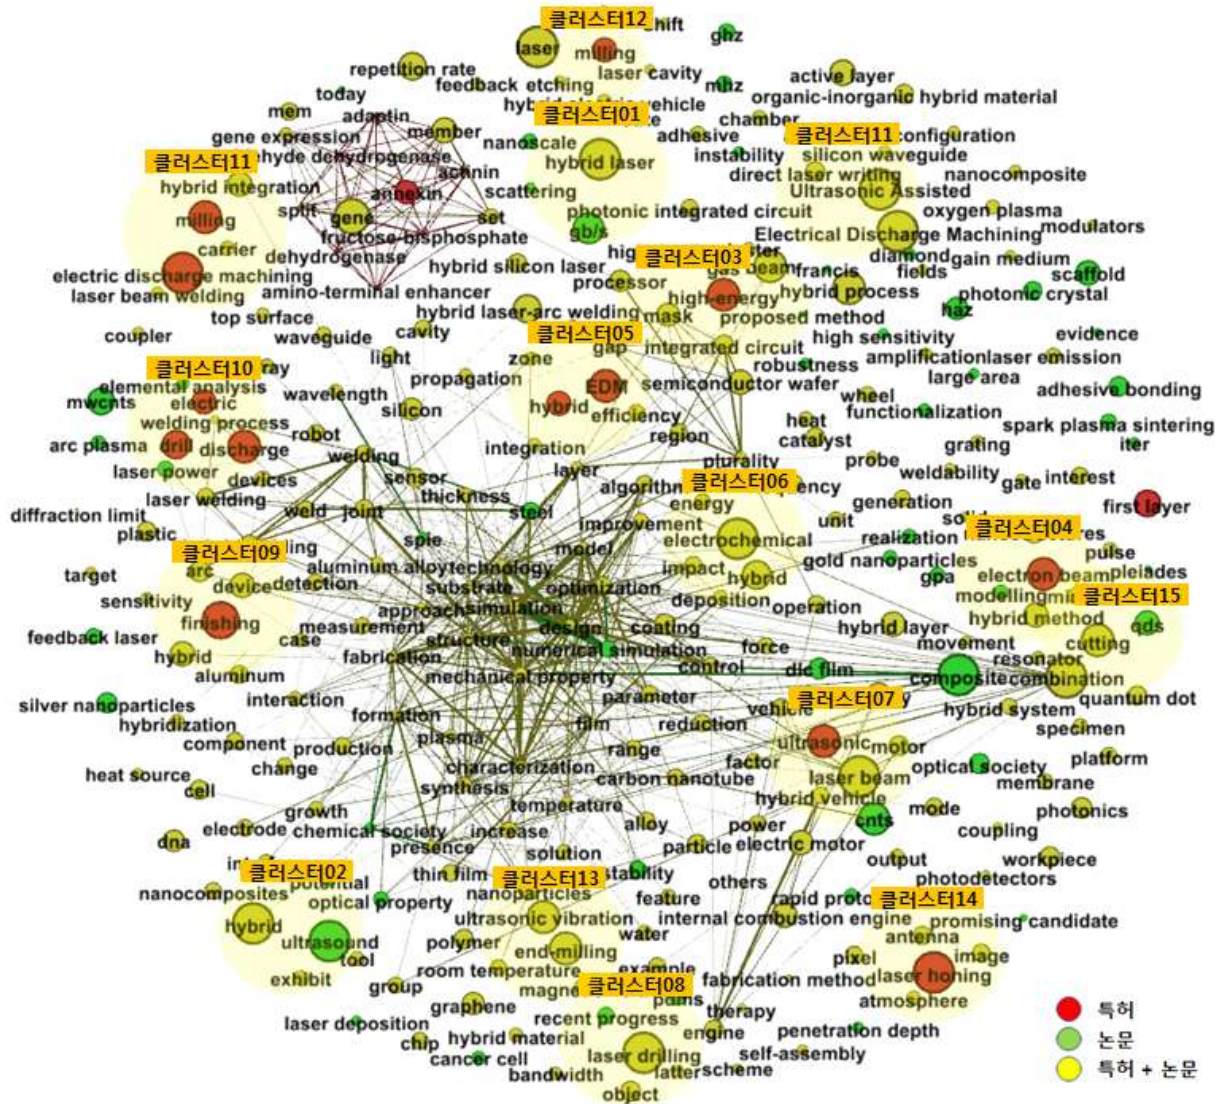 클러스터12
shift
ghz
laser
milling
repetition rate
feedback etching
laser cavity
mhz
active layer
organic-inorganic hybrid material
today
mem
adaptin
클러스터01
adhesive
chamber
gene expression
member
nanoscale
클러스터11
configuration
클러스터11
dehydrogenase
hybrid laser
instability
silicon waveguide
hybrid integration
annexin
scattering
direct laser writing
nanocomposite
milling
split
gene
set
photonic integrated circuit
Ultrasonic Assisted
oxygen plasma
carrier
fructose-bisphosphate
gb/s
Electrical Discharge Machining
modulators
dehydrogenase
hybrid silicon laser
클러스터03
gas beam
diamond
gain medium
electric discharge machining
processor
francis
fields
scaffold
laser beam welding
amino-terminal enhancer
high-energy
hybrid process
photonic crystal
top surface
hybrid laser-arc welding
mask
proposed method
haz
coupler
waveguide
cavity
클러스터05
high sensitivity
evidence
light
zone
gap
integrated circuit
robustness
amplification
laser emission
클러스터10
ray
propagation
EDM
semiconductor wafer
large area
adhesive bonding
elemental analysis
wavelength
wheel
mwcnts
electric
silicon
hybrid
efficiency
heat
functionalization
spark plasma sintering
welding process
robot
integration
region
catalyst
grating
iter
arc plasma
drill
discharge
welding
plurality
probe
laser power
devices
sensor
layer
클러스터06
weldability
interest
laser welding
thickness
energy
generation
gate
first layer
diffraction limit
weld
joint
steel
improvement
unit
클러스터04
plastic
spie
electrochemical
realization
pulse
클러스터09
model
gold nanoparticles
pleiades
target
arc
aluminum alloy
technology
impact
gpa
electron beam
device
detection
substrate
optimization
hybrid
modelling
클러스터15
sensitivity
approach
simulation
deposition
operation
hybrid method
qds
finishing
measurement
design
coating
hybrid layer
cutting
feedback laser
case
structure
numerical simulation
force
movement
hybrid
fabrication
control
dlc film
resonator
aluminum
mechanical property
composite
combination
silver nanoparticles
interaction
parameter
클러스터07
quantum dot
hybridization
formation
film
vehicle
hybrid system
component
production
plasma
reduction
ultrasonic
motor
specimen
change
range
factor
optical society
platform
heat source
characterization
carbon nanotube
laser beam
membrane
cell
synthesis
hybrid vehicle
growth
temperature
mode
photonics
electrode
chemical society
increase
alloy
power
cnts
coupling
dna
presence
particle
electric motor
solution
output
workpiece
클러스터02
thin film
클러스터13
stability
others
photodetectors
nanocomposites
potential
nanoparticles
feature
클러스터14
optical property
ultrasonic vibration
internal combustion engine
promising candidate
hybrid
ultrasound
polymer
water
antenna
tool
end-milling
pixel
image
exhibit
room temperature
example
fabrication method
laser honing
group
클러스터08
atmosphere
graphene
therapy
특허
laser deposition
recent progress
engine
penetration depth
hybrid material
논문
chip
laser drilling
self-assembly
cancer cell
latter
scheme
bandwidth
특허 + 논문
object